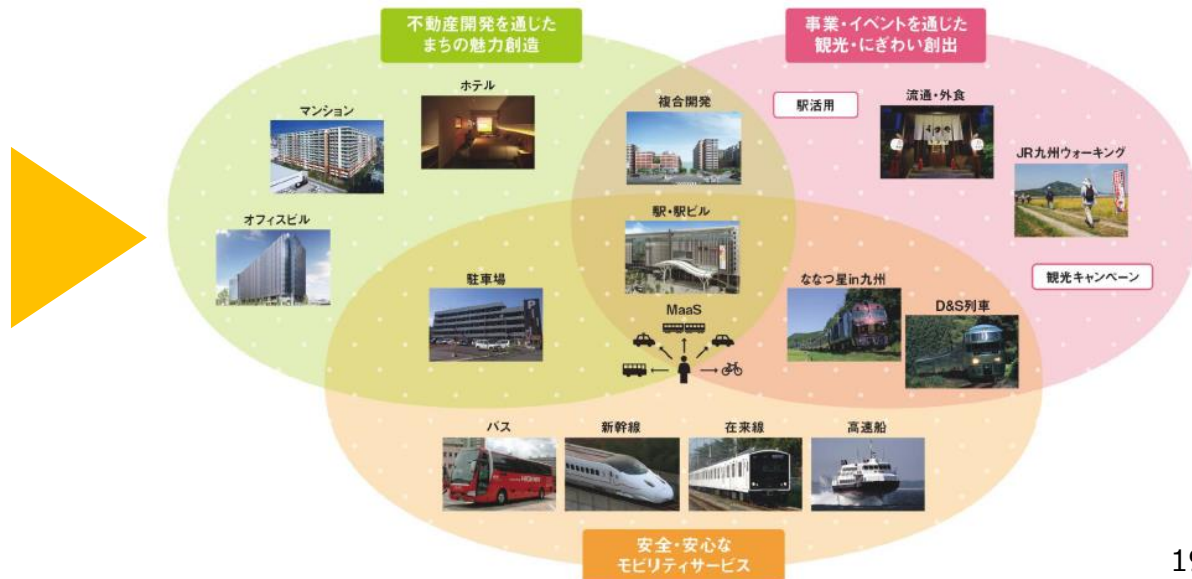 不動産開発を通じた
まちの魅力創造
事業・イベントを通じた
観光・にぎわい創出
ホテル
マンション
複合開発
駅活用
流通・外食
JR九州ウォーキング
オフィスビル
駅・駅ビル
駐車場
ななつ星in九州
観光キャンペーン
MaaS
D&S列車
バス
新幹線
在来線
高速船
安全・安心な
モビリティサービス
19